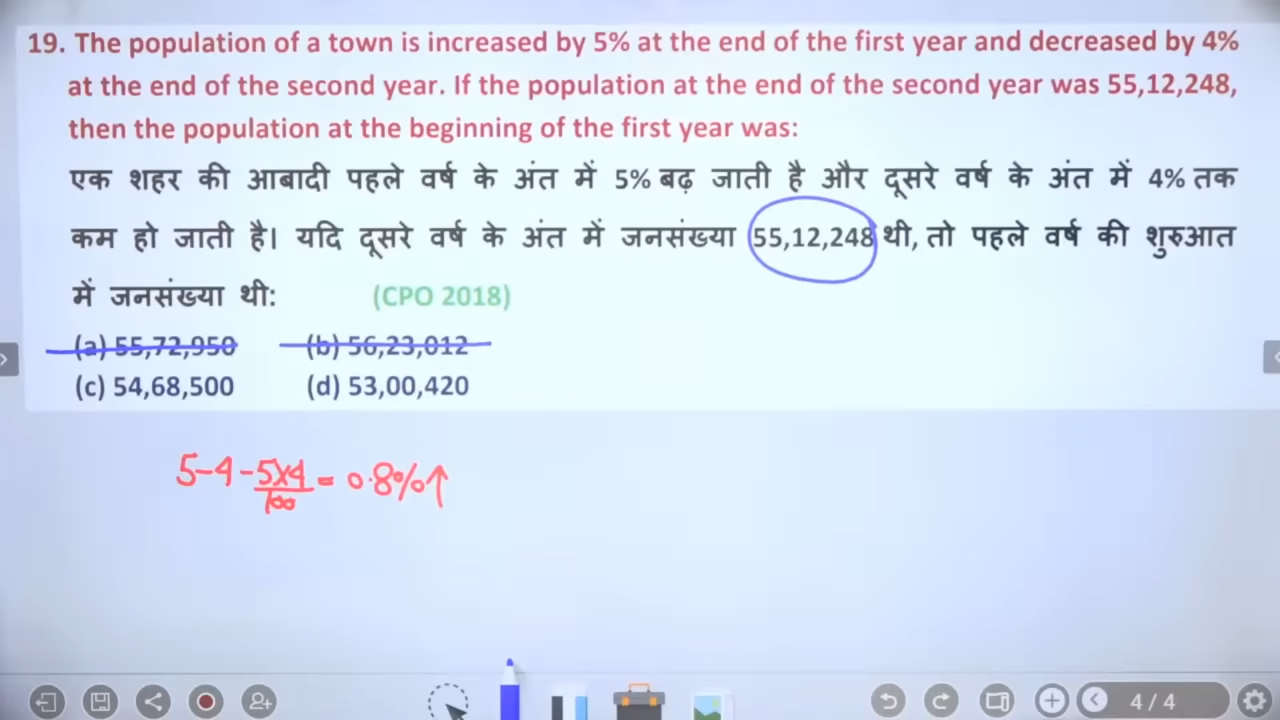 19. The population of a town is increased by 5% at the end of the first year and decreased by 4%
at the end of the second year. If the population at the end of the second year was 55,12,248,
then the population at the beginning of the first year was:
एक शहर की आबादी पहले वर्ष के अंत में 5% बढ़ जाती है और दूसरे वर्ष के अंत में 4% तक
कम हो जाती है। यदि दूसरे वर्ष के अंत में जनसंख्या 55,12,248 थी, तो पहले वर्ष की शुरुआत
में जनसंख्या थी: (CPO 2018)
(a) 55,72,950 (b) 56,23,012
(c) 54,68,500 (d) 53,00,420
5-4-5×4/100 = 0.8%↑
4 / 4